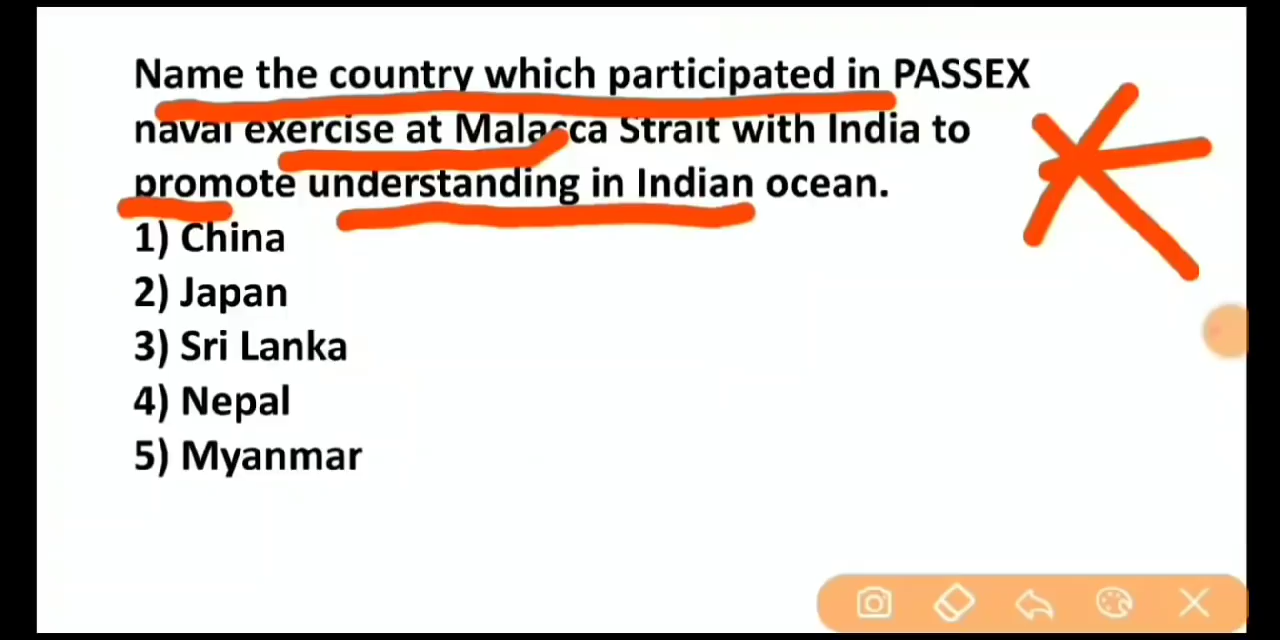 Name the country which participated in PASSEX
naval exercise at Malacca Strait with India to
promote understanding in Indian ocean.
1) China
2) Japan
3) Sri Lanka
4) Nepal
5) Myanmar